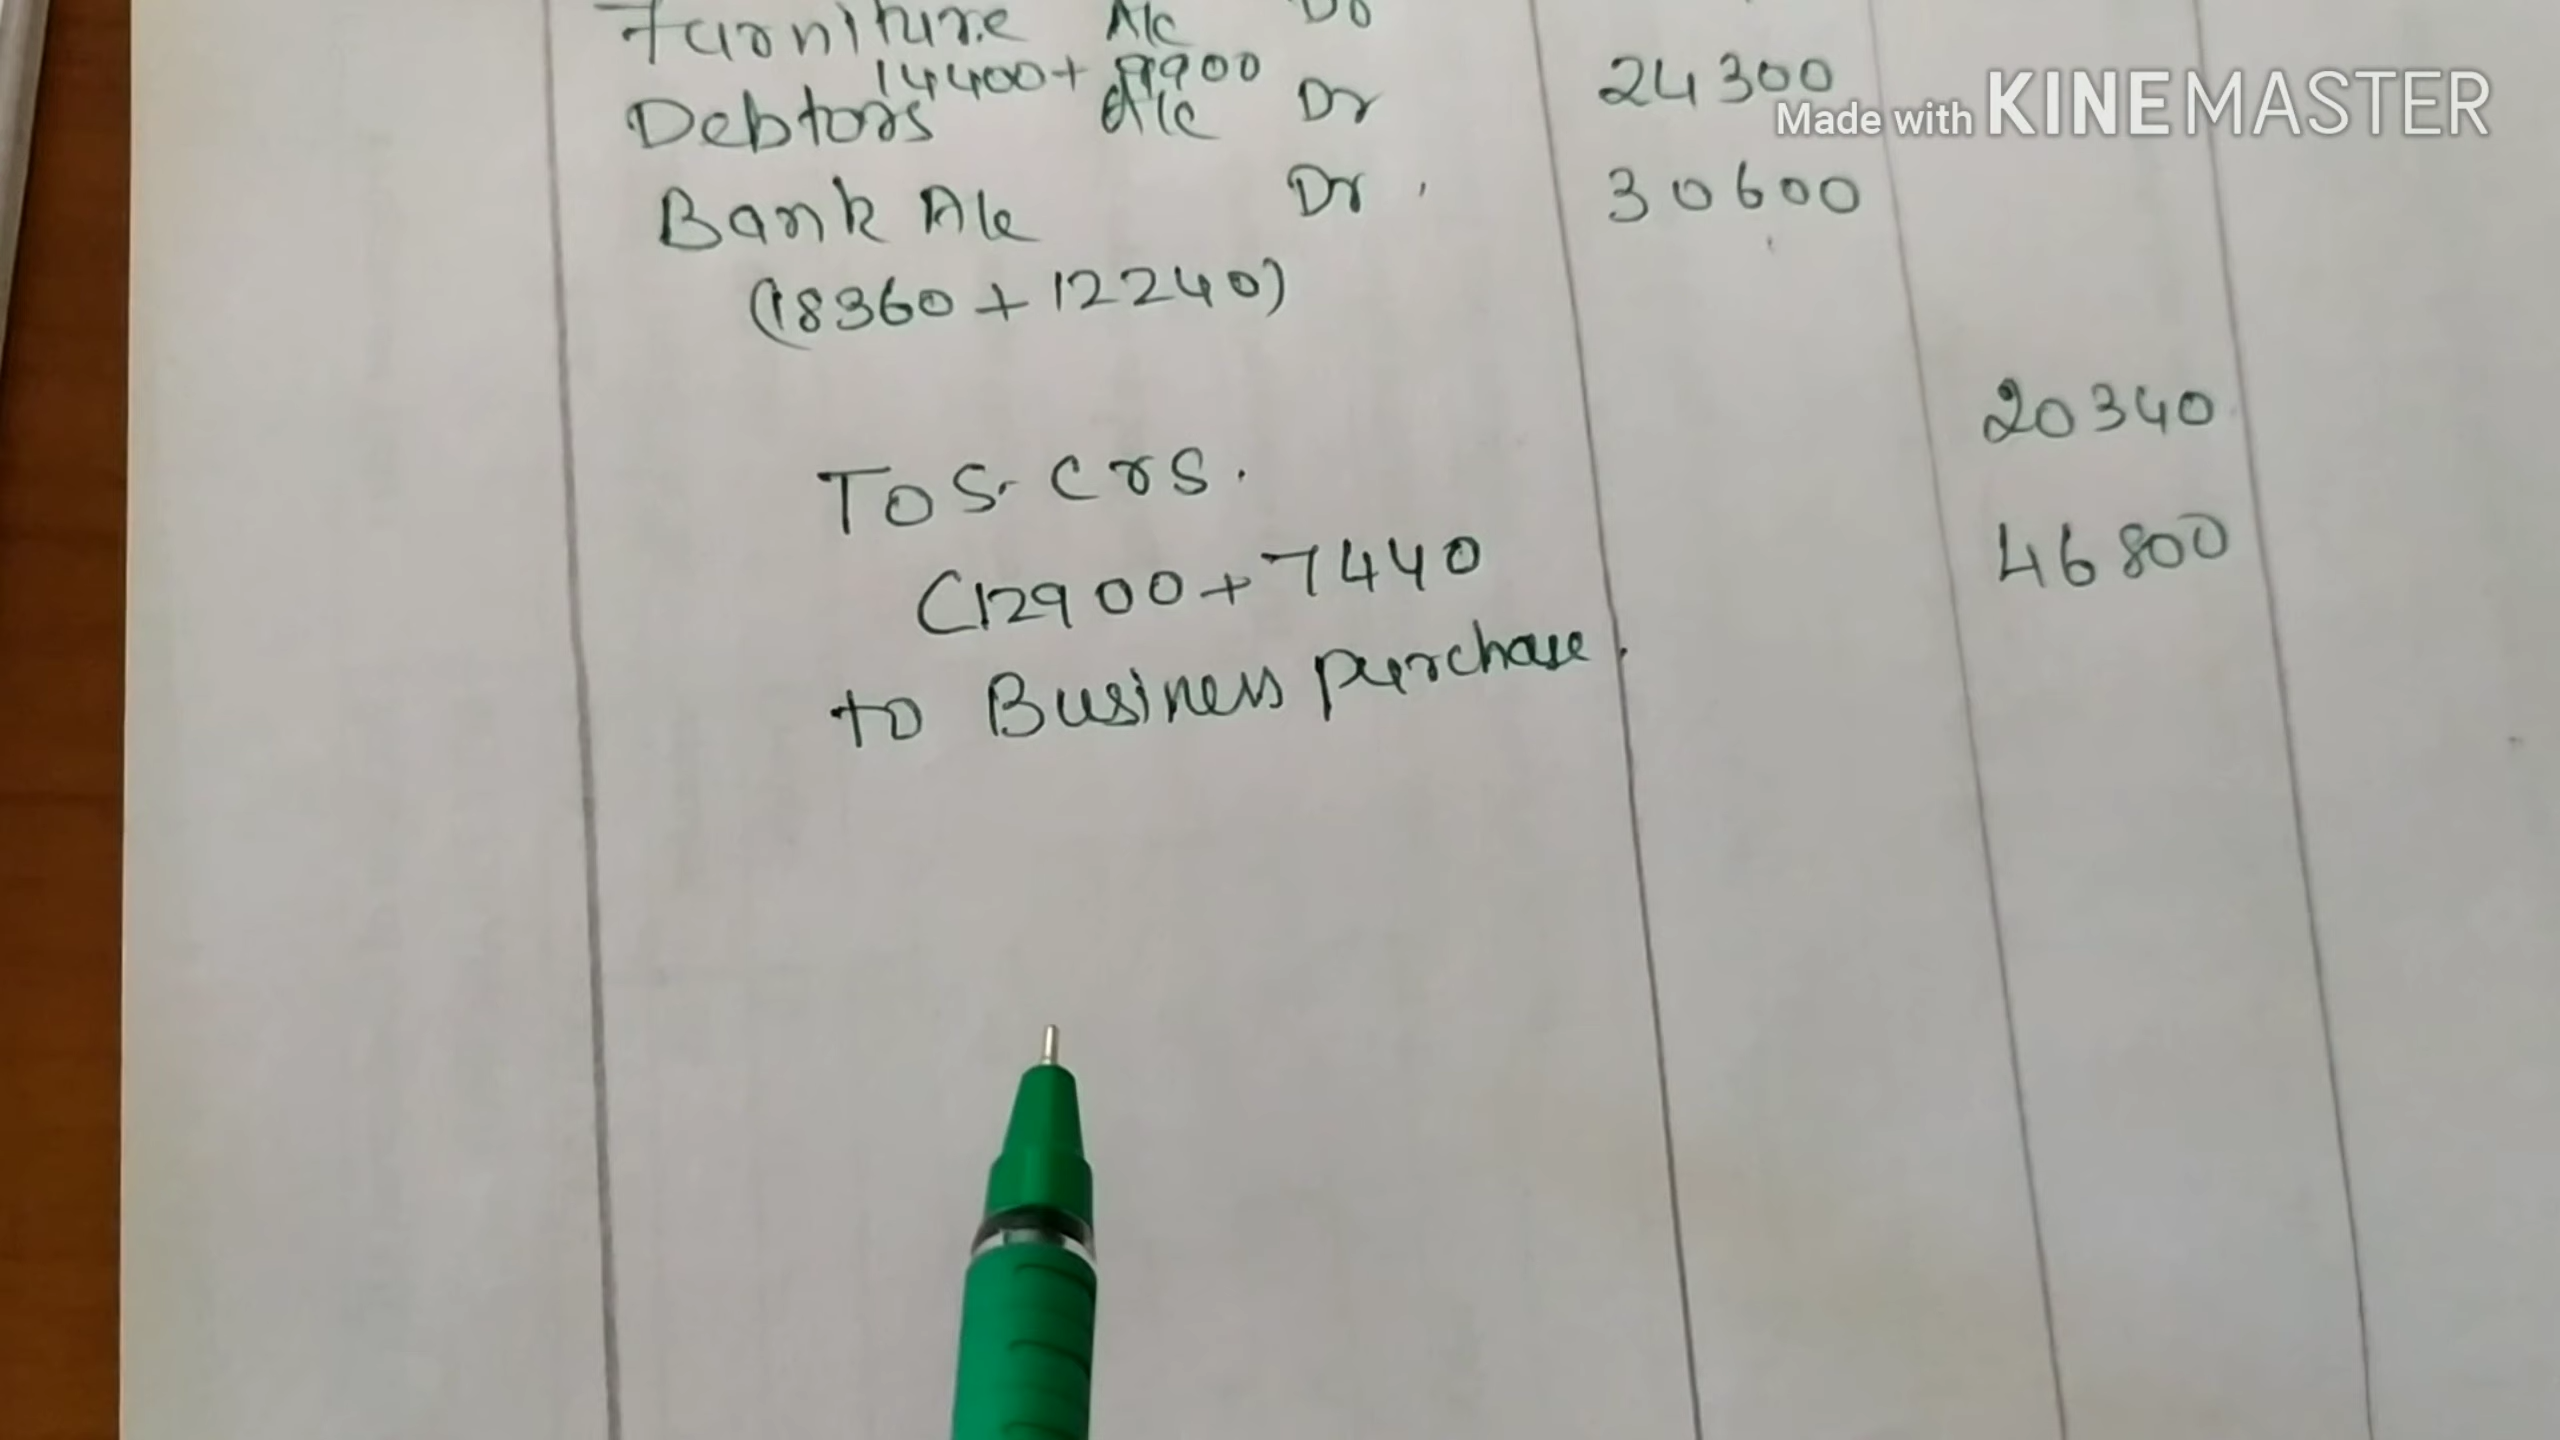 Furniture A/c Dr
14400+ 9900
Debtors A/c Dr 24300
Made with KINEMASTER
Bank A/c Dr. 30600
(18360 + 12240)
20340
To S. Crs.
(12900 + 7440
46800
to Business purchase.